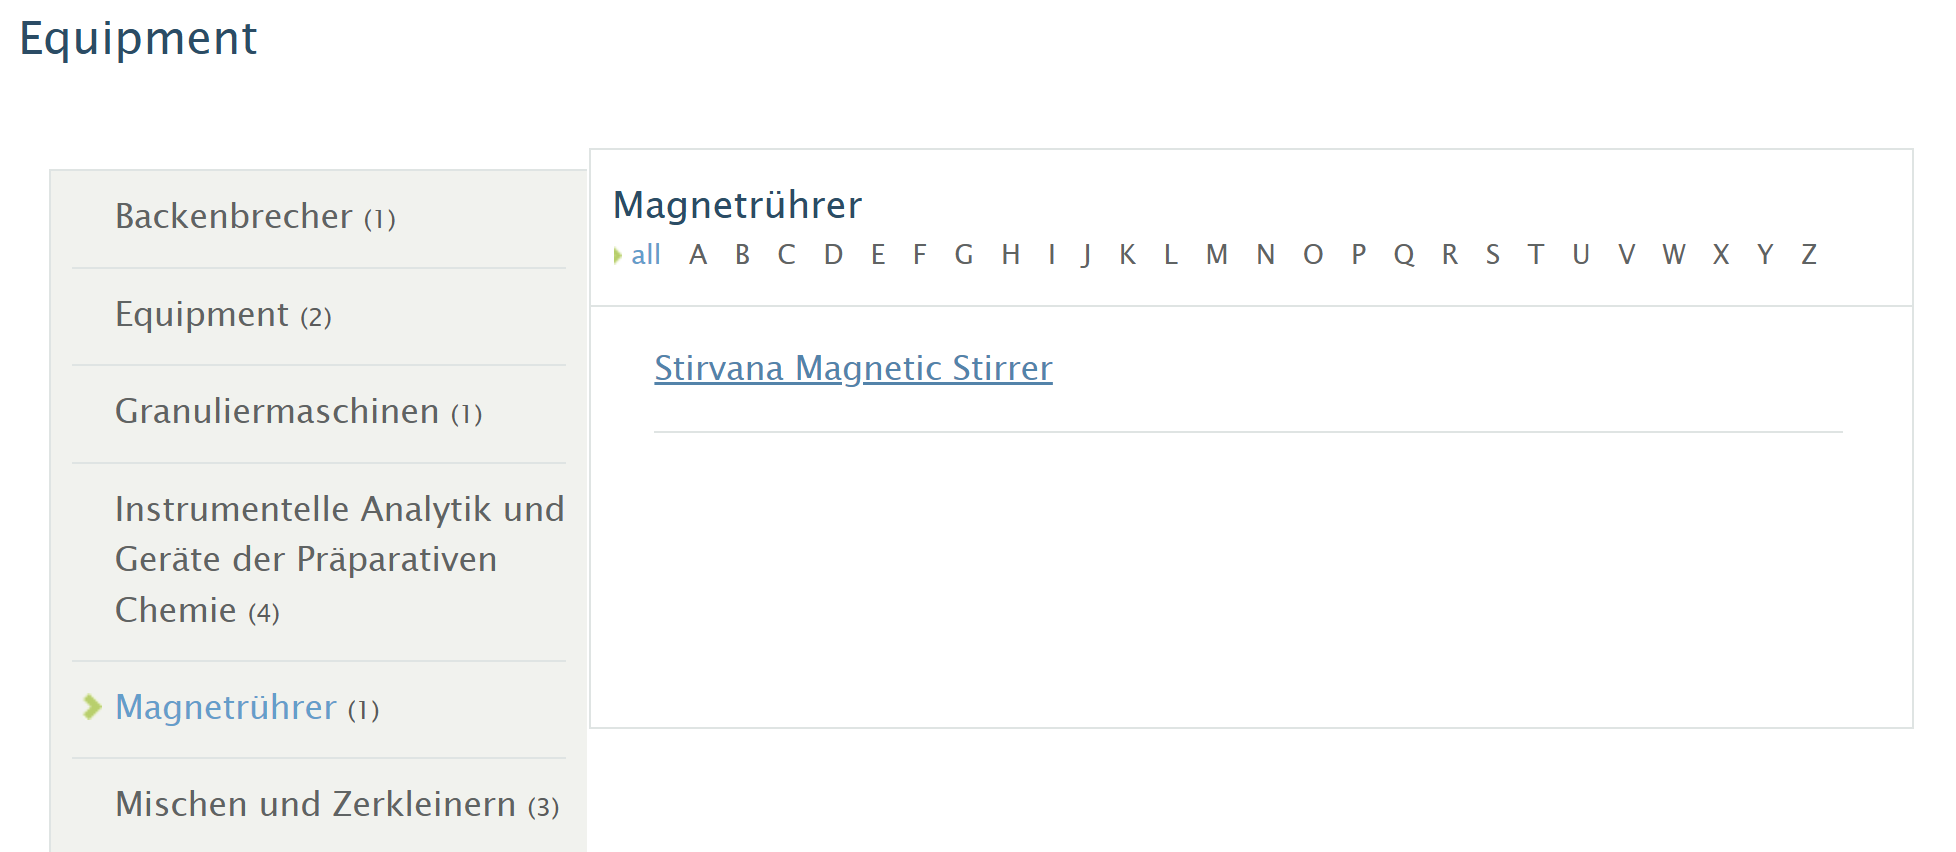 Equipment
Backenbrecher (1)
Equipment (2)
Granuliermaschinen (1)
Instrumentelle Analytik und
Geräte der Präparativen
Chemie (4)
Magnetrührer (1)
Mischen und Zerkleinern (3)
Magnetrührer
all A B C D E F G H I J K L M N O P Q R S T U V W X Y Z
Stirvana Magnetic Stirrer